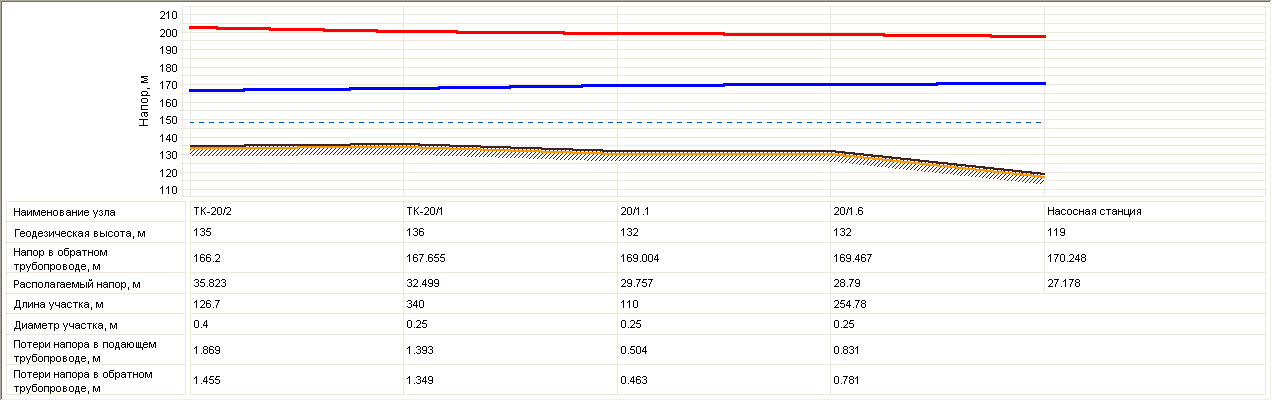 210
200
190
180
170
160
150
140
130
120
110
Напор, м
Наименование узла ТК-20/2 ТК-20/1 20/1.1 20/1.6 Насосная станция
Геодезическая высота, м 135 136 132 132 119
Напор в обратном
трубопроводе, м 166.2 167.655 169.004 169.467 170.248
Располагаемый напор, м 35.823 32.499 29.757 28.79 27.178
Длина участка, м 126.7 340 110 254.78
Диаметр участка, м 0.4 0.25 0.25 0.25
Потери напора в подающем
трубопроводе, м 1.869 1.393 0.504 0.831
Потери напора в обратном
трубопроводе, м 1.455 1.349 0.463 0.781